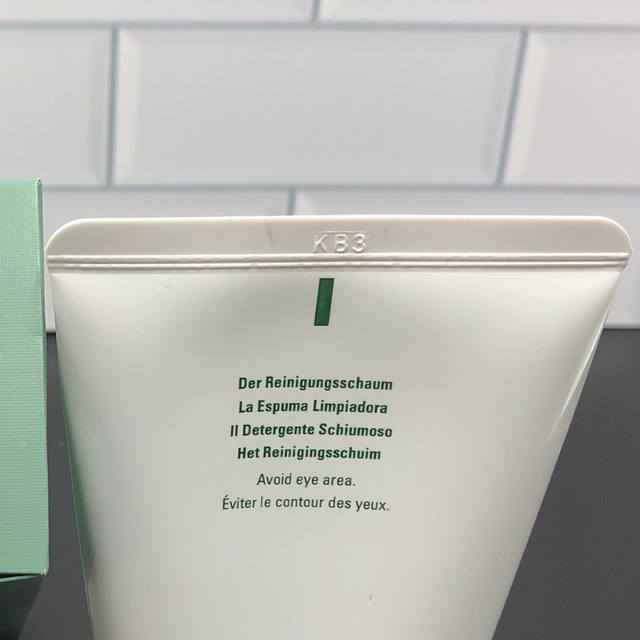 KB3
Der Reinigungsschaum
La Espuma Limpiadora
Il Detergente Schiumoso
Het Reinigingsschuim
Avoid eye area.
Éviter le contour des yeux.